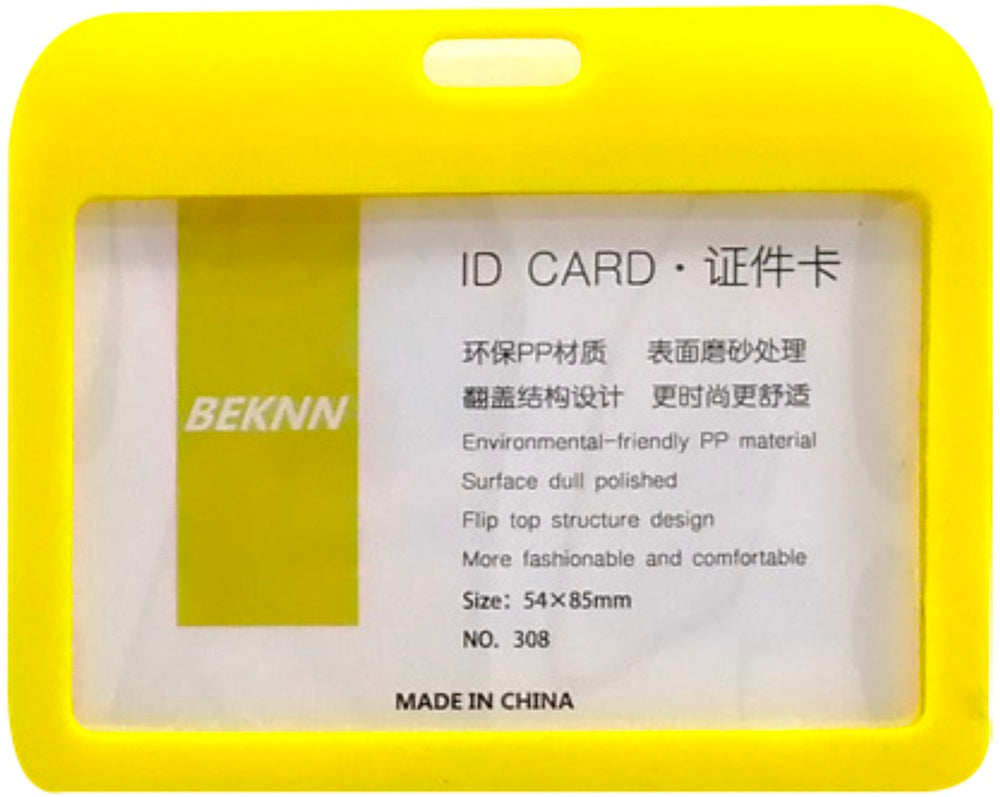 BEKNN
ID CARD · 证件卡
环保PP材质 表面磨砂处理
翻盖结构设计 更时尚更舒适
Environmental-friendly PP material
Surface dull polished
Flip top structure design
More fashionable and comfortable
Size: 54×85mm
NO. 308
MADE IN CHINA